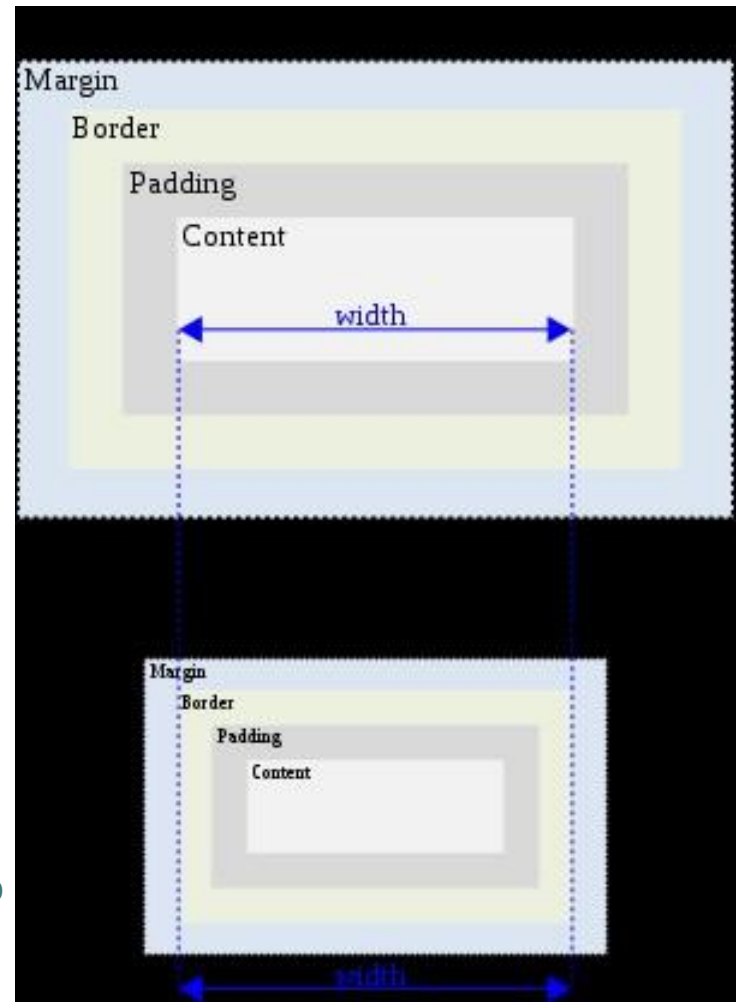 Margin
Border
Padding
Content
width
Margin
Border
Padding
Content
width